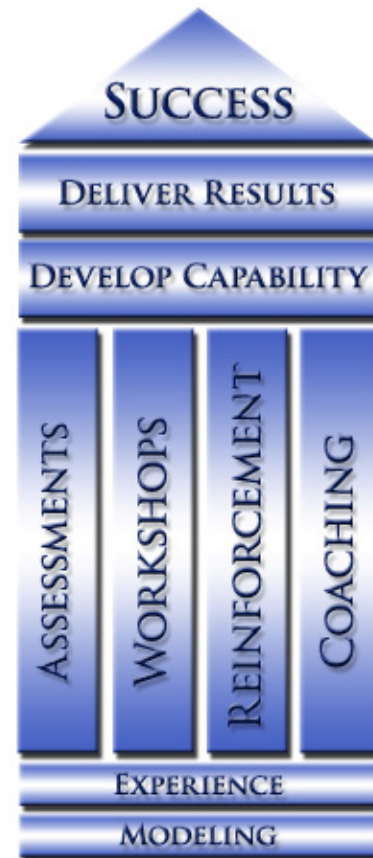 SUCCESS
DELIVER RESULTS
DEVELOP CAPABILITY
ASSESSMENTS
WORKSHOPS
REINFORCEMENT
COACHING
EXPERIENCE
MODELING